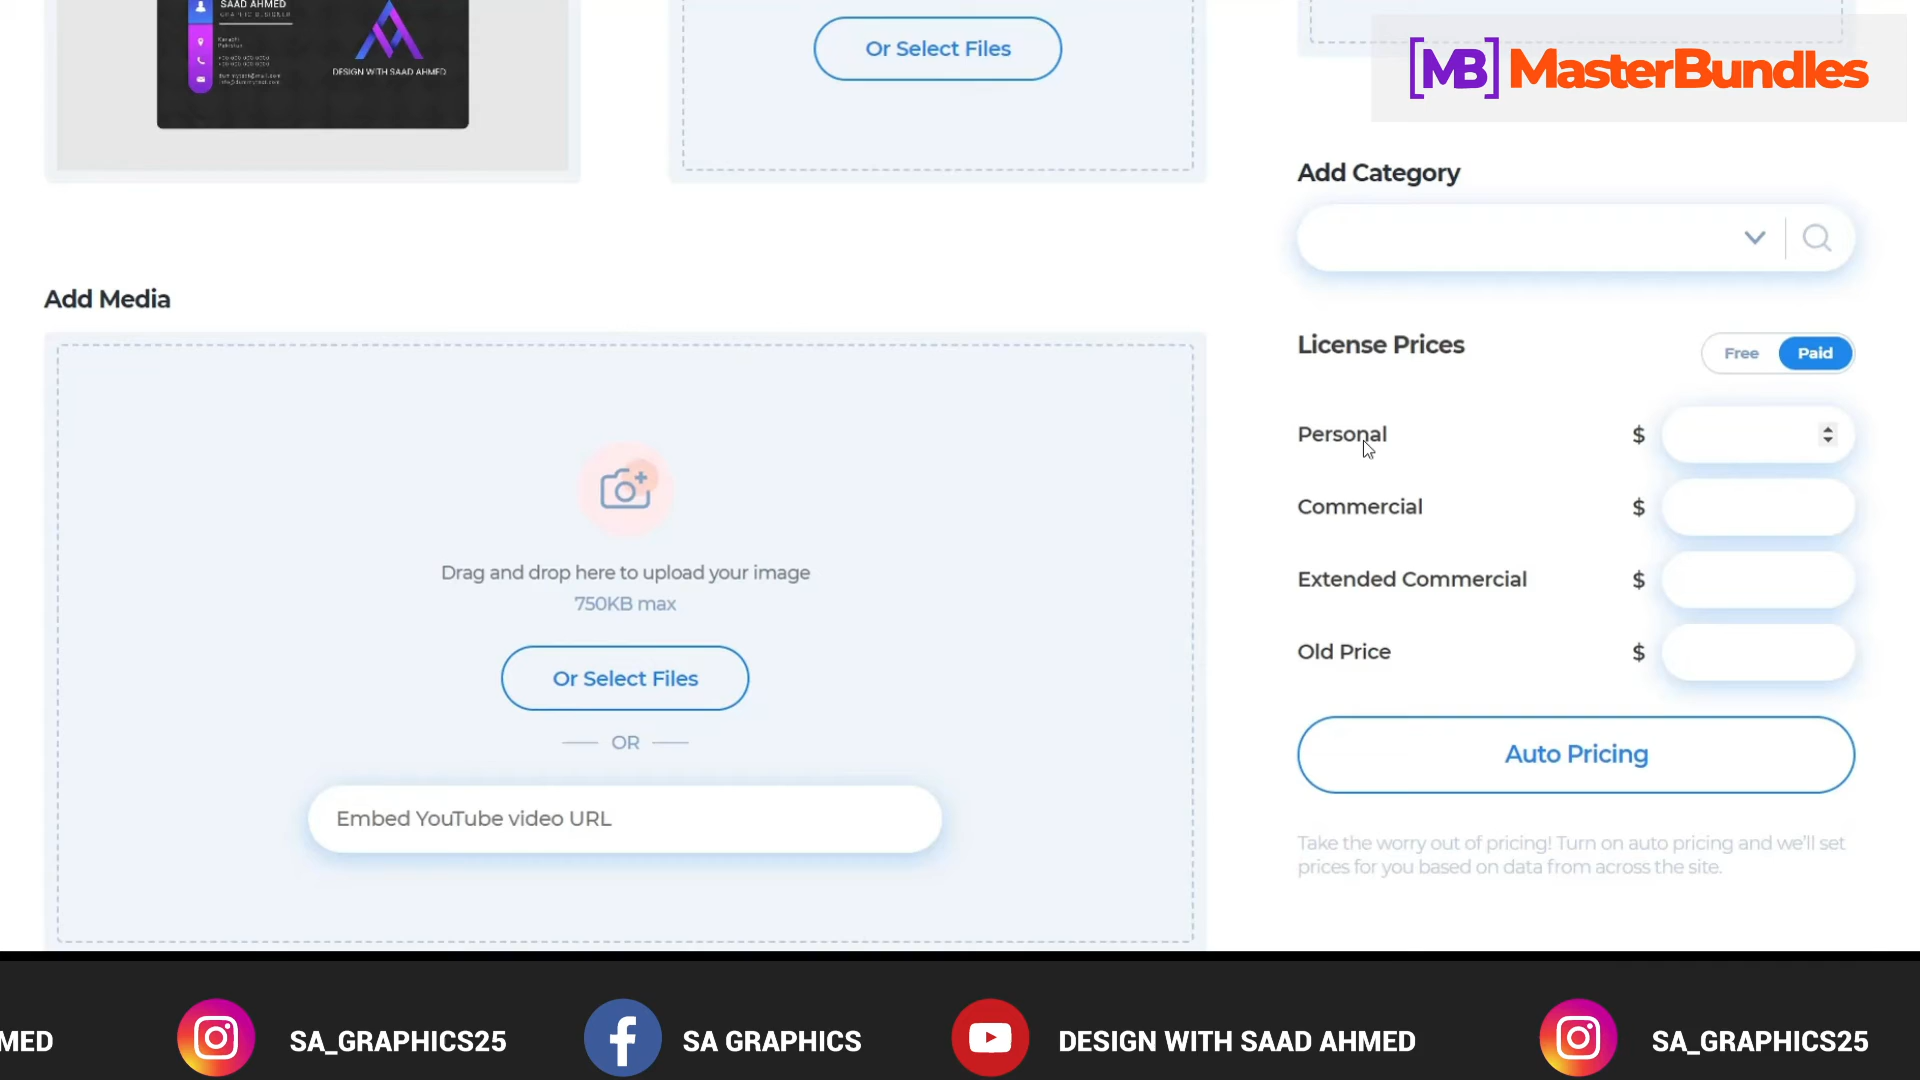 SAAD AHMED
GRAPHIC DESIGNER
Karachi
Pakistan
DESIGN WITH SAAD AHMED
Or Select Files
[MB] MasterBundles
Add Category
Add Media
License Prices
Free
Paid
Personal
$
Commercial
$
Extended Commercial
$
Old Price
$
Drag and drop here to upload your image
750KB max
Or Select Files
OR
Embed YouTube video URL
Auto Pricing
Take the worry out of pricing! Turn on auto pricing and we'll set
prices for you based on data from across the site.
MED
SA_GRAPHICS25
SA GRAPHICS
DESIGN WITH SAAD AHMED
SA_GRAPHICS25